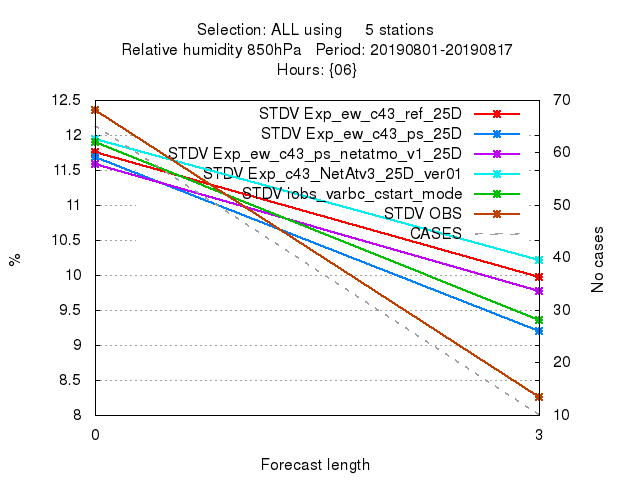 Selection: ALL using     5 stations
Relative humidity 850hPa   Period: 20190801-20190817
Hours: {06}
12.5
12
11.5
11
10.5
10
9.5
9
8.5
8
%
STDV Exp_ew_c43_ref_25D
STDV Exp_ew_c43_ps_25D
STDV Exp_ew_c43_ps_netatmo_v1_25D
STDV Exp_c43_NetAtv3_25D_ver01
STDV iobs_varbc_cstart_mode
STDV OBS
CASES
70
60
50
40
30
20
10
No cases
0
3
Forecast length